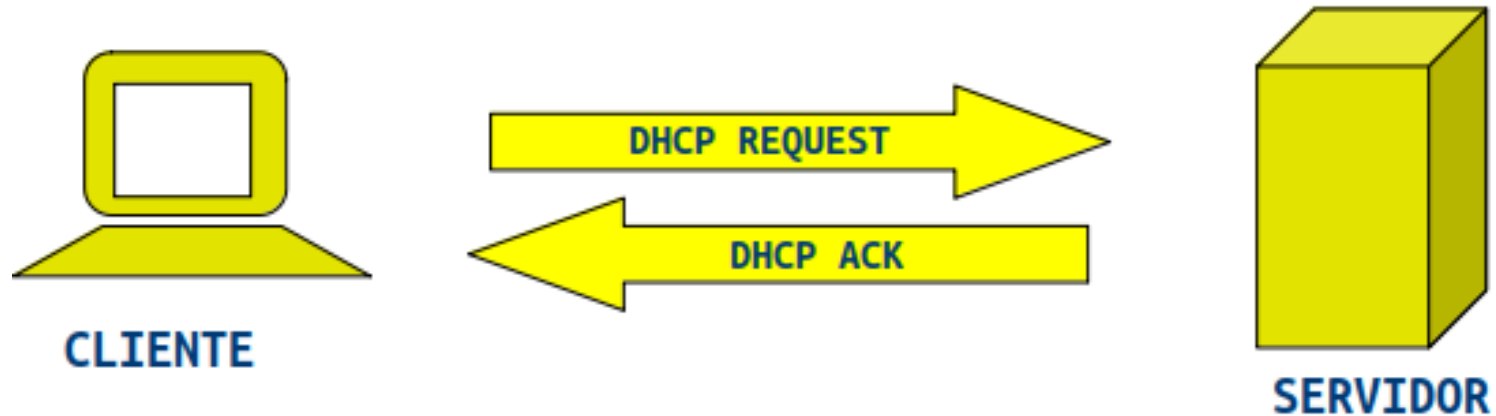 DHCP REQUEST
DHCP ACK
CLIENTE
SERVIDOR